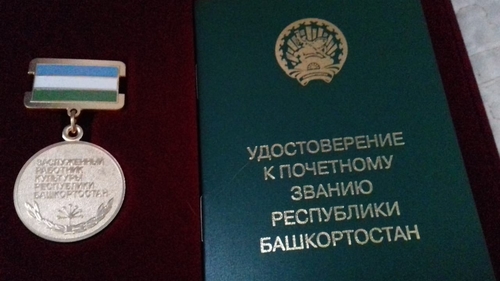 ЗАСЛУЖЕННЫЙ
РАБОТНИК
КУЛЬТУРЫ
РЕСПУБЛИКИ
БАШКОРТОСТАН
УДОСТОВЕРЕНИЕ
К ПОЧЕТНОМУ
ЗВАНИЮ
РЕСПУБЛИКИ
БАШКОРТОСТАН